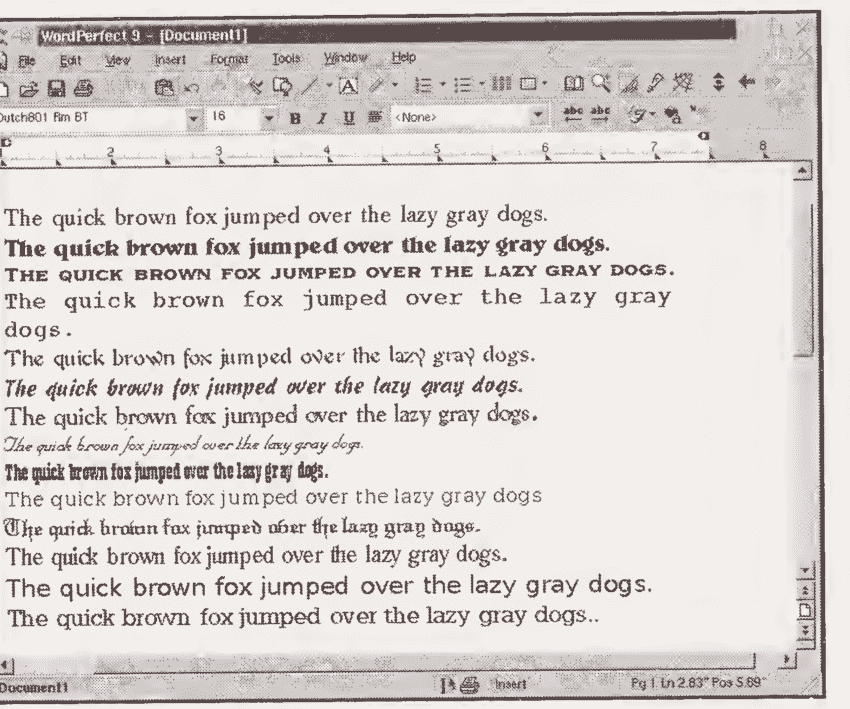 WordPerfect 9 - [Document1]
File Edit View Insert Format Tools Window Help
Dutch801 Rm BT 16 B I U <None> abc abc
2 3 4 5 6 7 8
The quick brown fox jumped over the lazy gray dogs.
The quick brown fox jumped over the lazy gray dogs.
THE QUICK BROWN FOX JUMPED OVER THE LAZY GRAY DOGS.
The quick brown fox jumped over the lazy gray
dogs.
The quick brown fox jumped over the lazy gray dogs.
The quick brown fox jumped over the lazy gray dogs.
The quick brown fox jumped over the lazy gray dogs.
The quick brown fox jumped over the lazy gray dogs.
The quick brown fox jumped over the lazy gray dogs.
The quick brown fox jumped over the lazy gray dogs
The quick brown fox jumped over the lazy gray dogs.
The quick brown fox jumped over the lazy gray dogs.
The quick brown fox jumped over the lazy gray dogs.
The quick brown fox jumped over the lazy gray dogs..
Document1 Insert Pg 1 Ln 2.83" Pos 5.69"